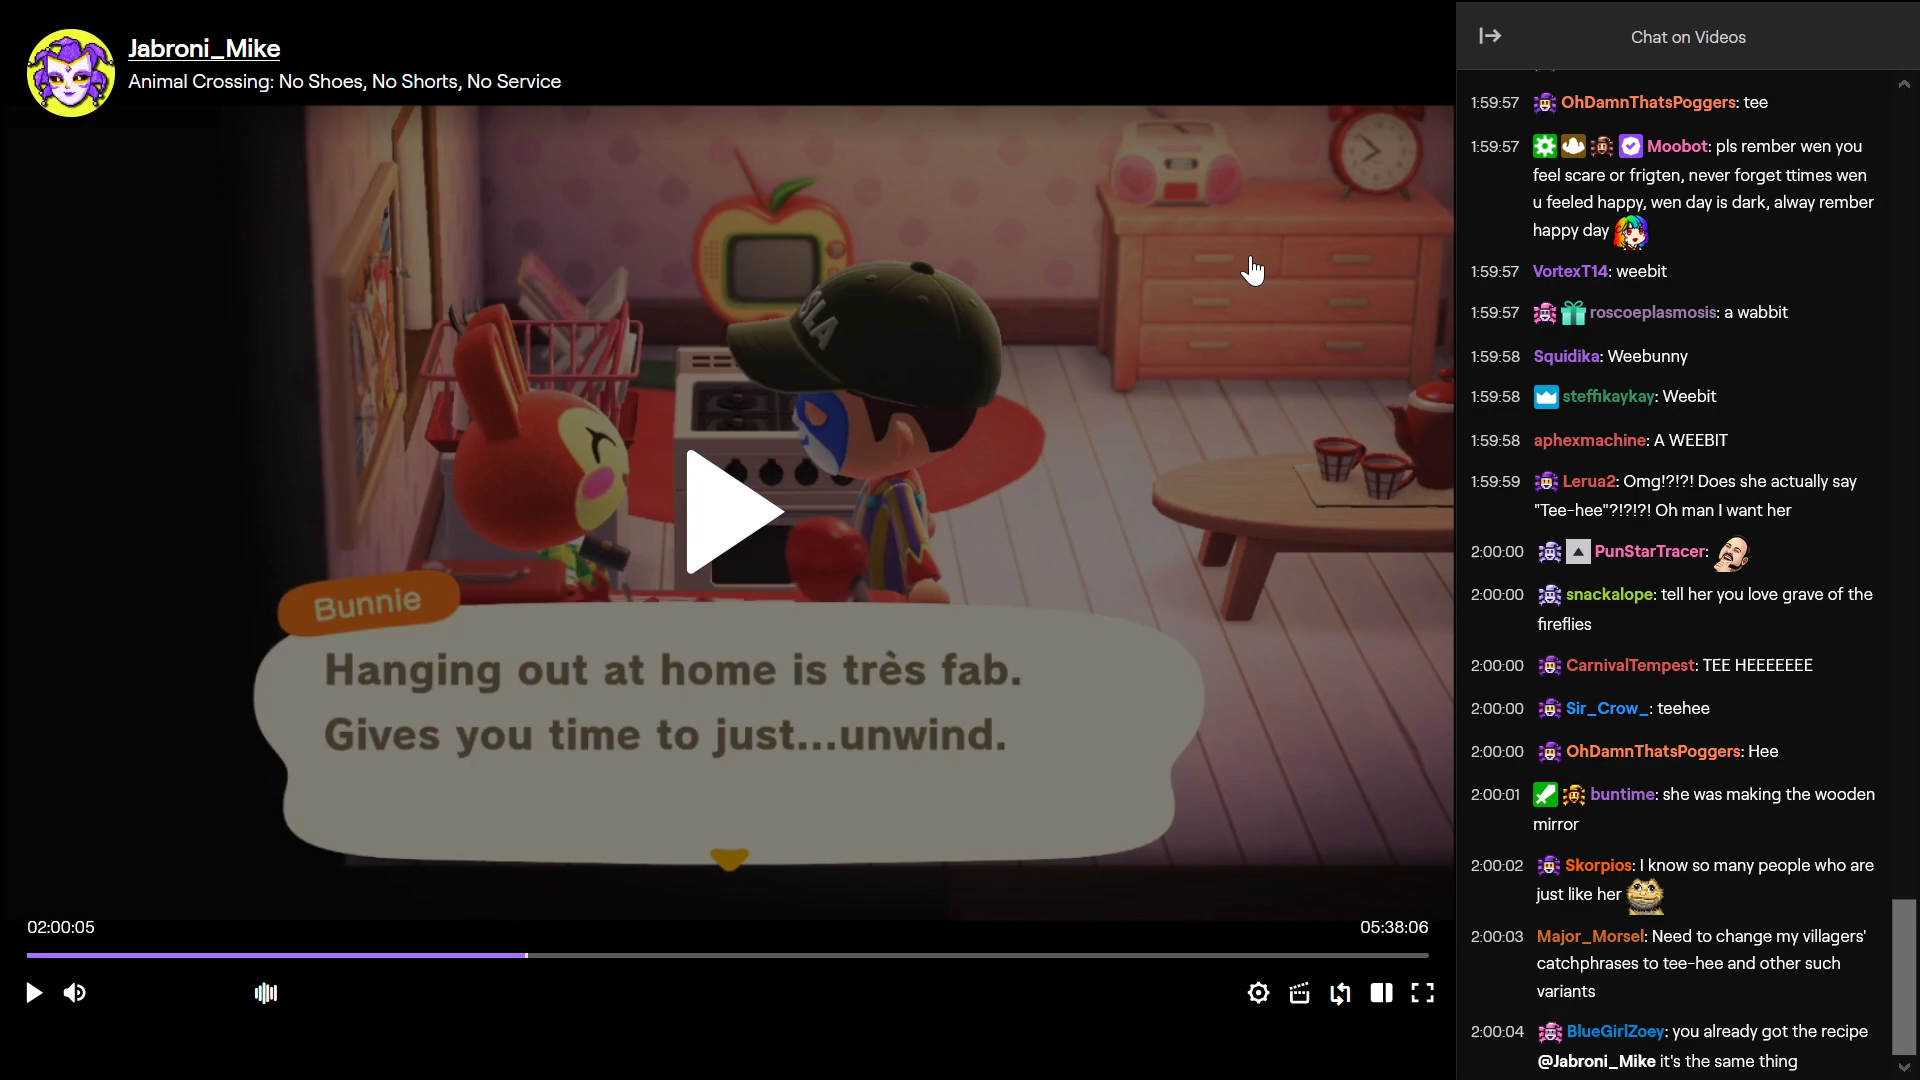 Jabroni_Mike
Animal Crossing: No Shoes, No Shorts, No Service
SLA
Bunnie
Hanging out at home is très fab.
Gives you time to just...unwind.
02:00:05
05:38:06
Chat on Videos
1:59:57 OhDamnThatsPoggers: tee
1:59:57 Moobot: pls rember wen you
feel scare or frigten, never forget ttimes wen
u feeled happy, wen day is dark, alway rember
happy day
1:59:57 VortexT14: weebit
1:59:57 roscoeplasmosis: a wabbit
1:59:58 Squidika: Weebunny
1:59:58 steffikaykay: Weebit
1:59:58 aphexmachine: A WEEBIT
1:59:59 Lerua2: Omg!?!?! Does she actually say
"Tee-hee"?!?!?! Oh man I want her
2:00:00 PunStarTracer:
2:00:00 snackalope: tell her you love grave of the
fireflies
2:00:00 CarnivalTempest: TEE HEEEEEEE
2:00:00 Sir_Crow_: teehee
2:00:00 OhDamnThatsPoggers: Hee
2:00:01 buntime: she was making the wooden
mirror
2:00:02 Skorpios: I know so many people who are
just like her
2:00:03 Major_Morsel: Need to change my villagers'
catchphrases to tee-hee and other such
variants
2:00:04 BlueGirlZoey: you already got the recipe
@Jabroni_Mike it's the same thing